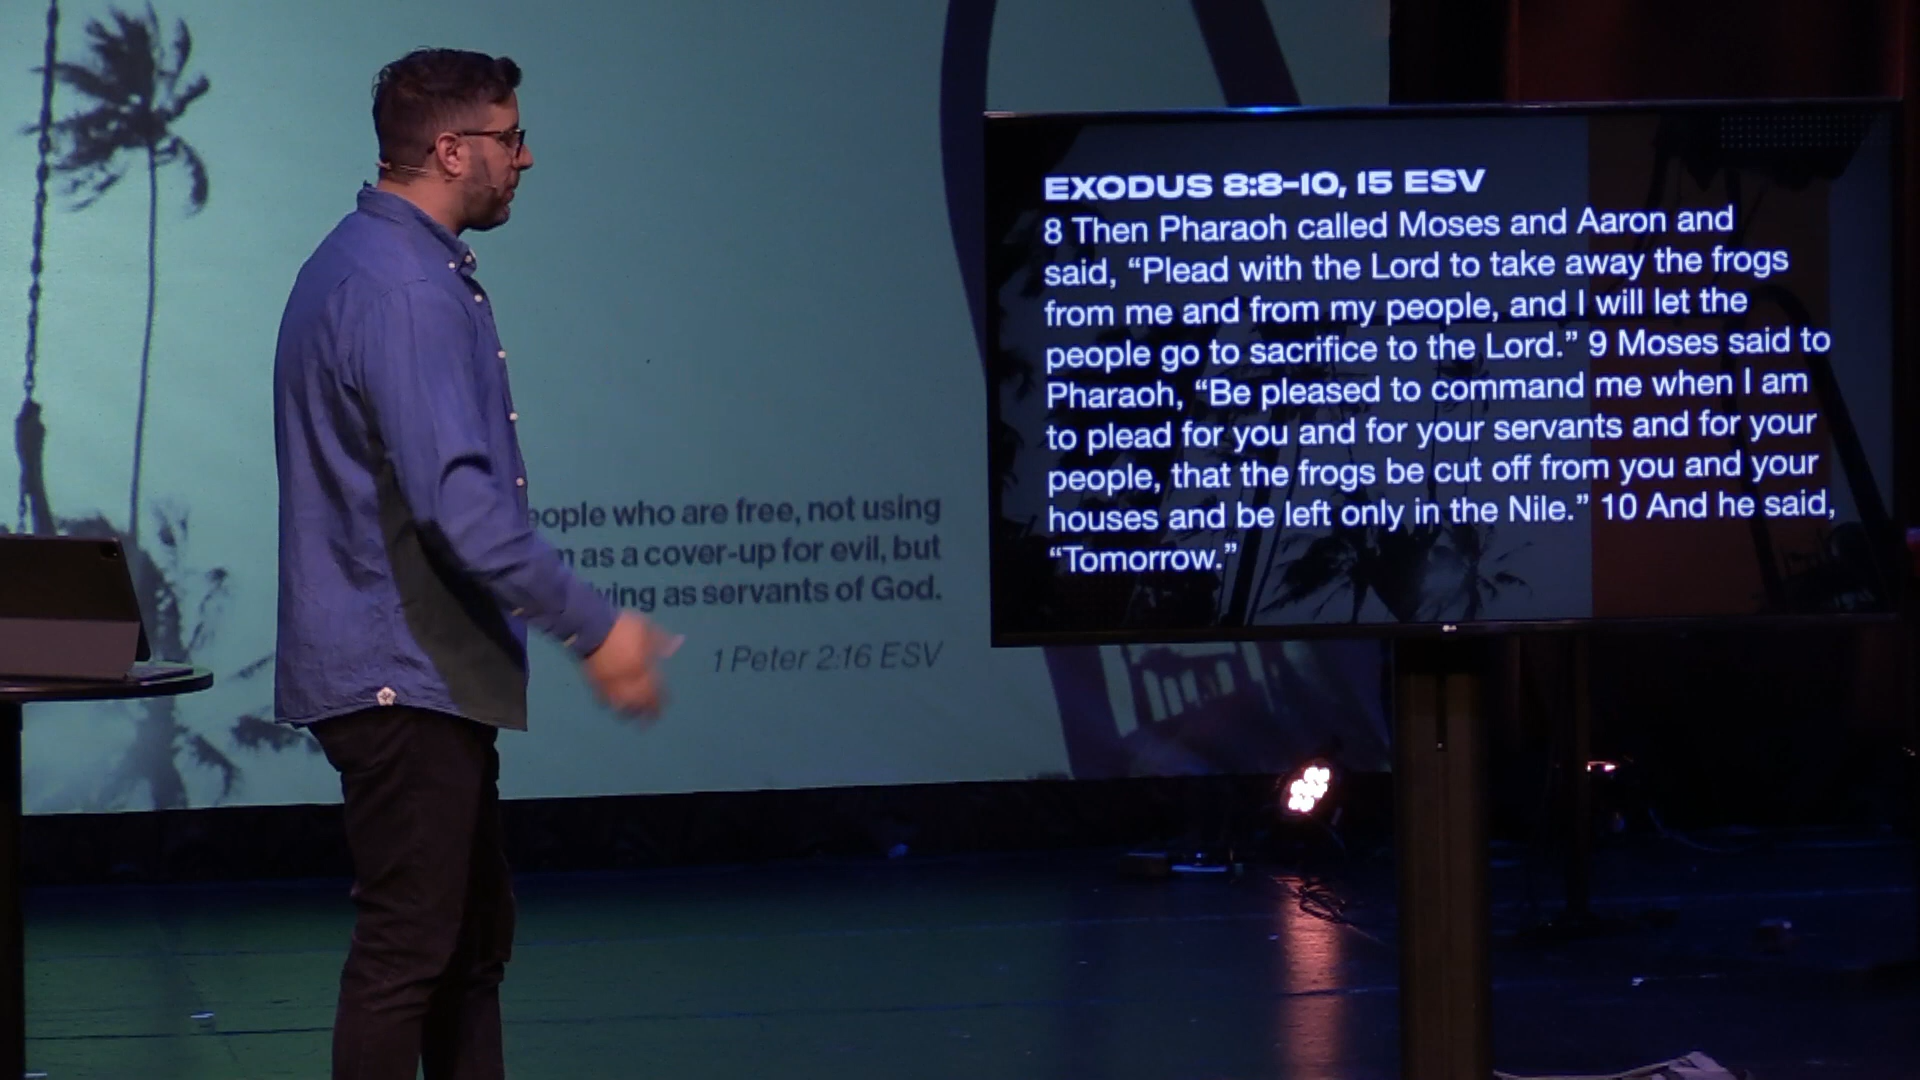 EXODUS 8:8-10, 15 ESV
8 Then Pharaoh called Moses and Aaron and
said, “Plead with the Lord to take away the frogs
from me and from my people, and I will let the
people go to sacrifice to the Lord.” 9 Moses said to
Pharaoh, “Be pleased to command me when I am
to plead for you and for your servants and for your
people, that the frogs be cut off from you and your
houses and be left only in the Nile.” 10 And he said,
“Tomorrow.”
who are free, not using
as a cover-up for evil, but
as servants of God.
1 Peter 2:16 ESV